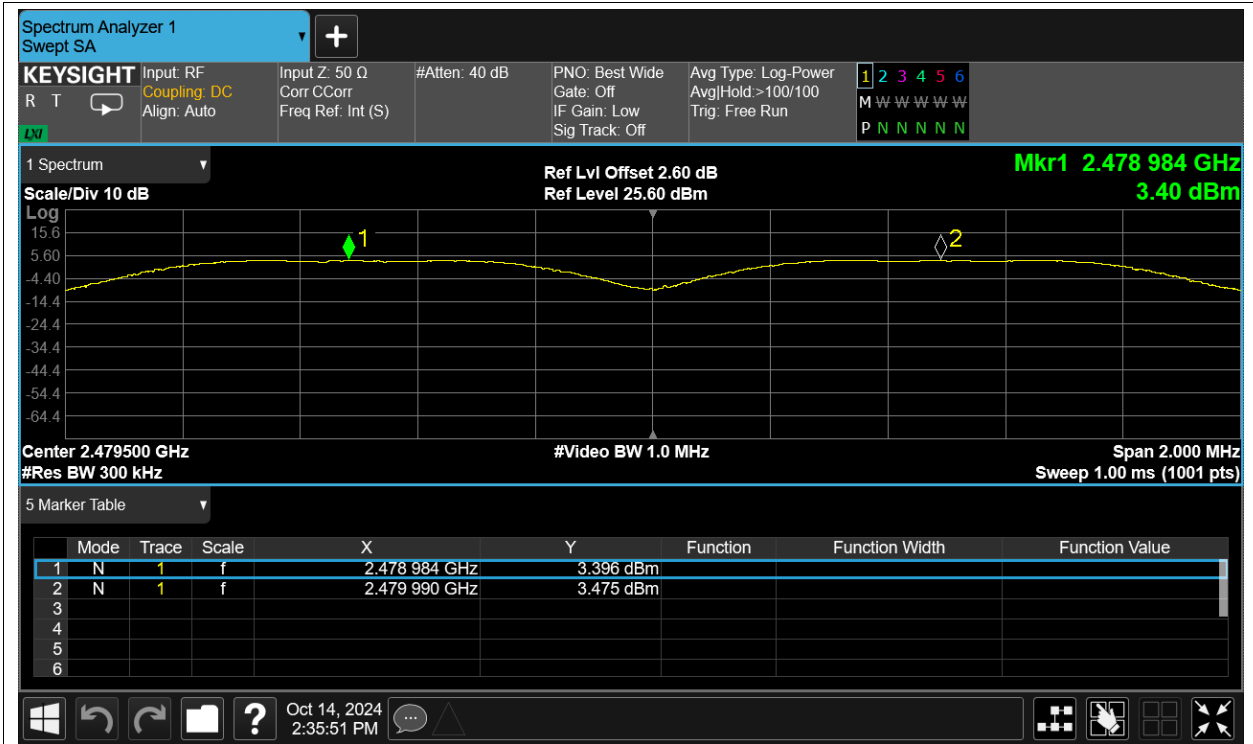 Spectrum Analyzer 1
Swept SA
KEYSIGHT Input: RF Input Z: 50 Ω #Atten: 40 dB PNO: Best Wide Avg Type: Log-Power 1 2 3 4 5 6
R T Coupling: DC Corr CCorr Gate: Off Avg|Hold:>100/100 M W W W W W
Align: Auto Freq Ref: Int (S) IF Gain: Low Trig: Free Run
LXI Sig Track: Off P N N N N N
1 Spectrum Ref Lvl Offset 2.60 dB Mkr1 2.478 984 GHz
Scale/Div 10 dB Ref Level 25.60 dBm 3.40 dBm
Log
15.6
1 2
5.60
-4.40
-14.4
-24.4
-34.4
-44.4
-54.4
-64.4
Center 2.479500 GHz #Video BW 1.0 MHz Span 2.000 MHz
#Res BW 300 kHz Sweep 1.00 ms (1001 pts)
5 Marker Table
Mode Trace Scale X Y Function Function Width Function Value
1 N 1 f 2.478 984 GHz 3.396 dBm
2 N 1 f 2.479 990 GHz 3.475 dBm
3
4
5
6
? Oct 14, 2024
2:35:51 PM